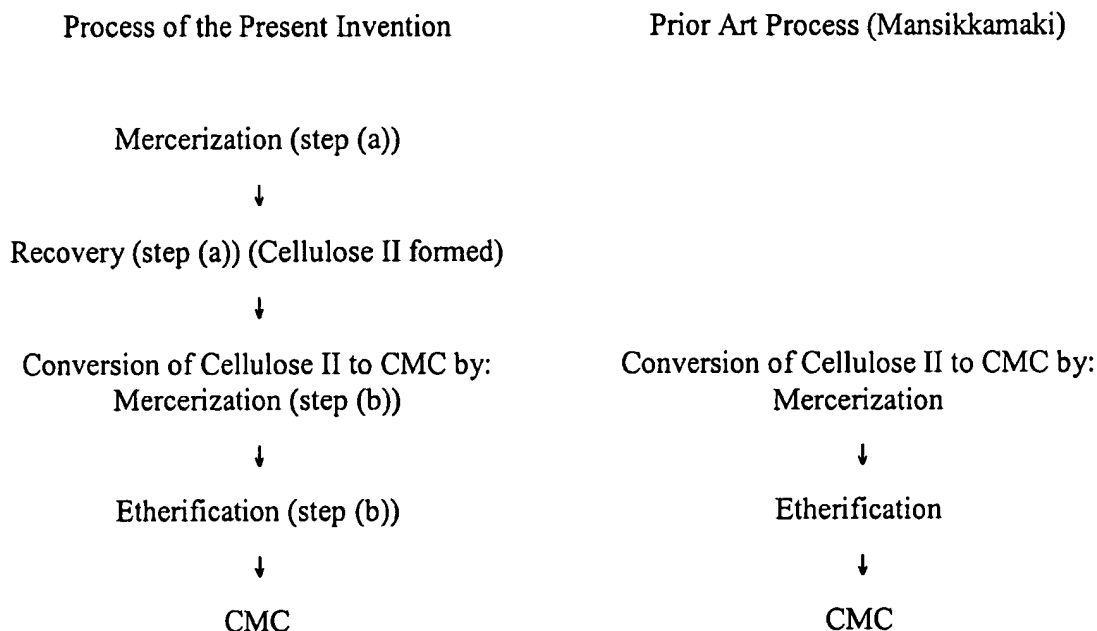 Process of the Present Invention
Prior Art Process (Mansikkamaki)
Mercerization (step (a))
↓
Recovery (step (a)) (Cellulose II formed)
↓
Conversion of Cellulose II to CMC by:
Mercerization (step (b))
↓
Etherification (step (b))
↓
CMC
Conversion of Cellulose II to CMC by:
Mercerization
↓
Etherification
↓
CMC